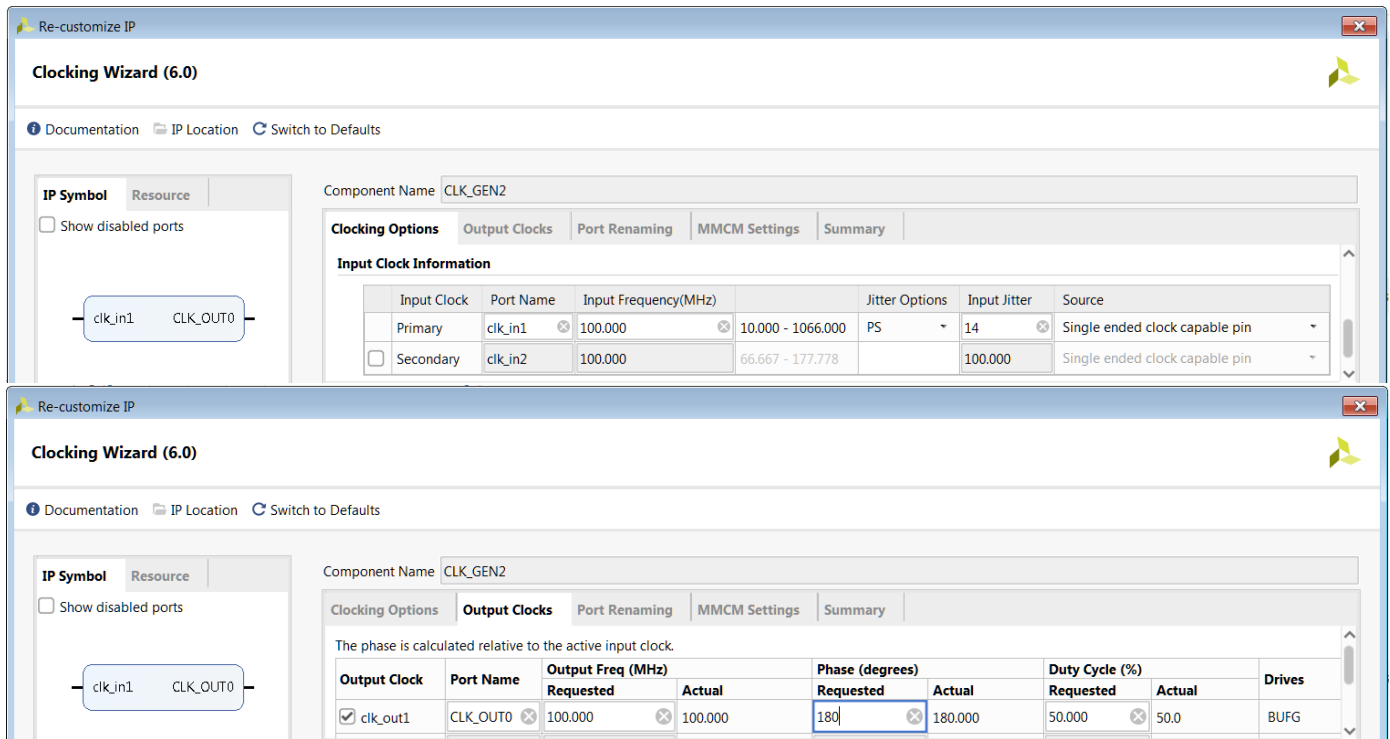 Re-customize IP
Clocking Wizard (6.0)
Documentation IP Location Switch to Defaults
IP Symbol Resource
Show disabled ports
clk_in1 CLK_OUT0
Component Name CLK_GEN2
Clocking Options Output Clocks Port Renaming MMCM Settings Summary
Input Clock Information
Input Clock Port Name Input Frequency(MHz) Jitter Options Input Jitter Source
Primary clk_in1 100.000 10.000 - 1066.000 PS 14 Single ended clock capable pin
Secondary clk_in2 100.000 66.667 - 177.778 100.000 Single ended clock capable pin
Re-customize IP
Clocking Wizard (6.0)
Documentation IP Location Switch to Defaults
IP Symbol Resource
Show disabled ports
clk_in1 CLK_OUT0
Component Name CLK_GEN2
Clocking Options Output Clocks Port Renaming MMCM Settings Summary
The phase is calculated relative to the active input clock.
Output Clock Port Name Output Freq (MHz) Phase (degrees) Duty Cycle (%) Drives
Requested Actual Requested Actual Requested Actual
clk_out1 CLK_OUT0 100.000 100.000 180 180.000 50.000 50.0 BUFG